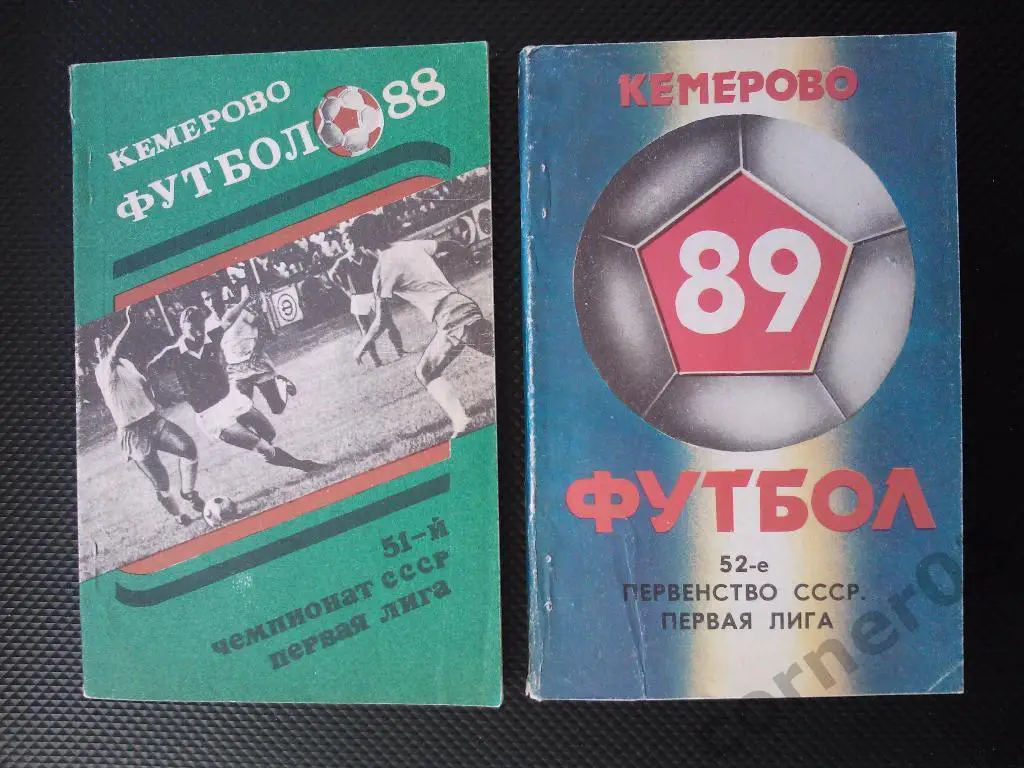 КЕМЕРОВО
ФУТБОЛ 88
51-й
чемпионат СССР
первая лига
КЕМЕРОВО
89
ФУТБОЛ
52-е
ПЕРВЕНСТВО СССР.
ПЕРВАЯ ЛИГА